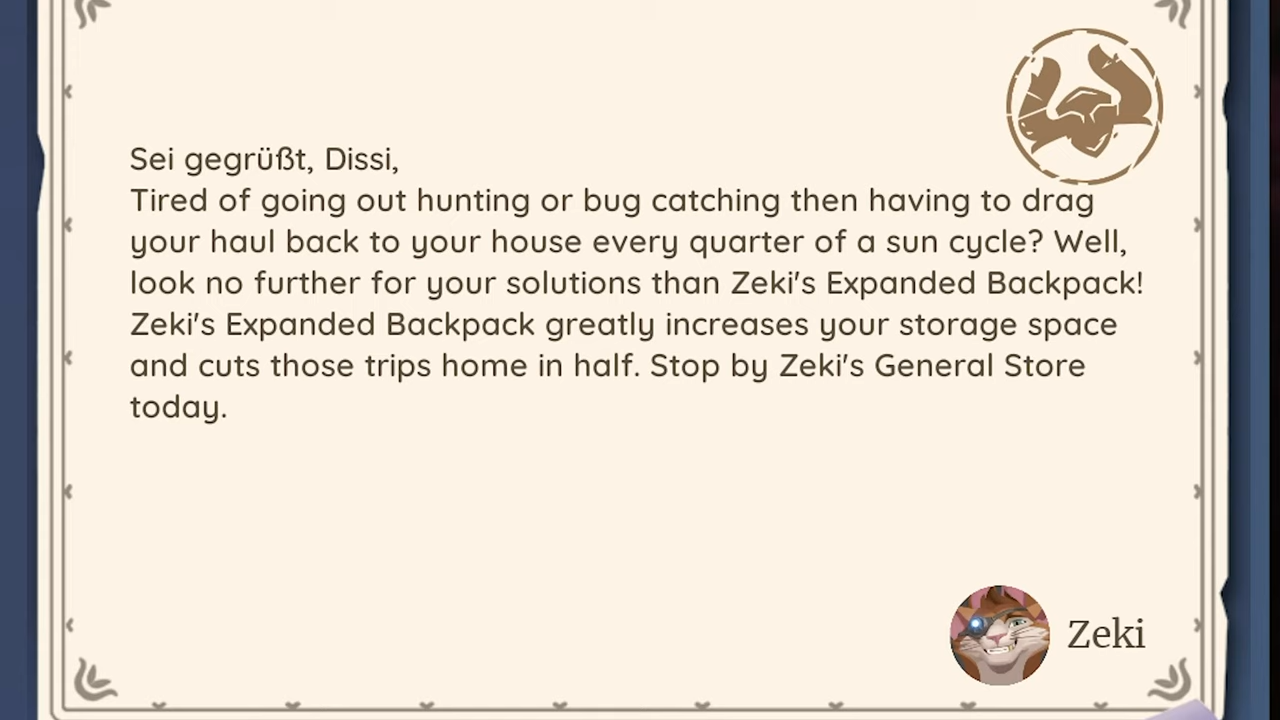 Sei gegrüßt, Dissi,
Tired of going out hunting or bug catching then having to drag
your haul back to your house every quarter of a sun cycle? Well,
look no further for your solutions than Zeki's Expanded Backpack!
Zeki's Expanded Backpack greatly increases your storage space
and cuts those trips home in half. Stop by Zeki's General Store
today.
Zeki